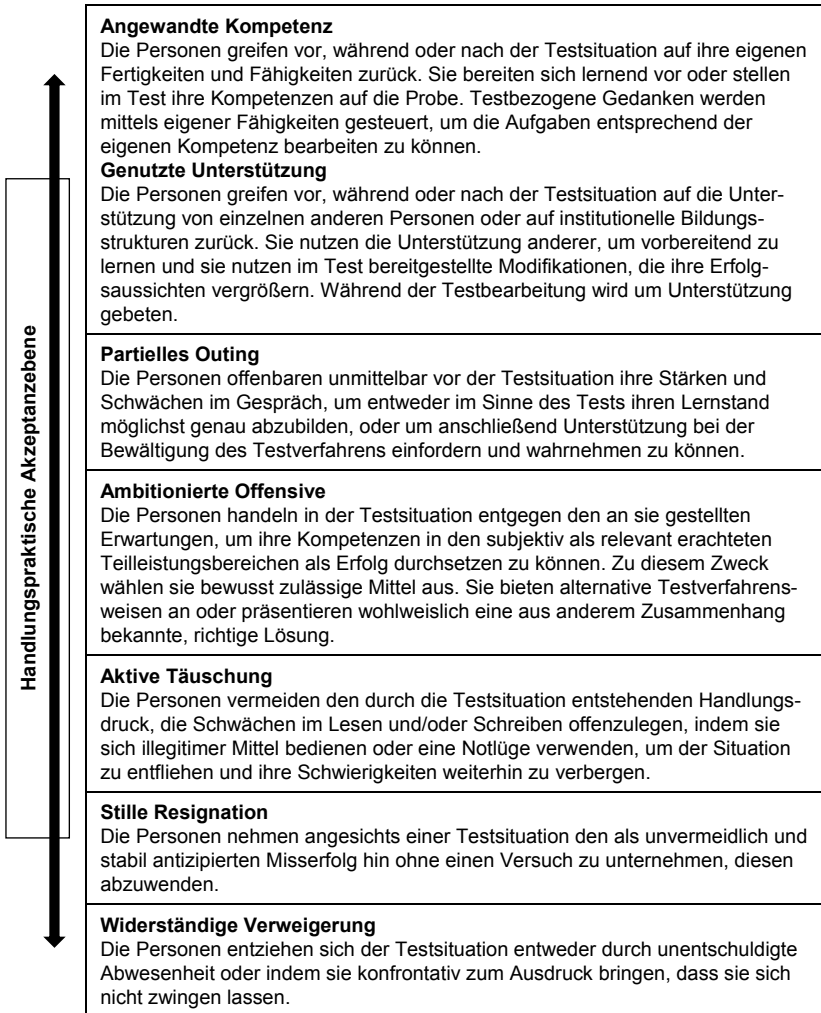 Handlungspraktische Akzeptanzebene
Angewandte Kompetenz
Die Personen greifen vor, während oder nach der Testsituation auf ihre eigenen
Fertigkeiten und Fähigkeiten zurück. Sie bereiten sich lernend vor oder stellen
im Test ihre Kompetenzen auf die Probe. Testbezogene Gedanken werden
mittels eigener Fähigkeiten gesteuert, um die Aufgaben entsprechend der
eigenen Kompetenz bearbeiten zu können.
Genutzte Unterstützung
Die Personen greifen vor, während oder nach der Testsituation auf die Unter-
stützung von einzelnen anderen Personen oder auf institutionelle Bildungs-
strukturen zurück. Sie nutzen die Unterstützung anderer, um vorbereitend zu
lernen und sie nutzen im Test bereitgestellte Modifikationen, die ihre Erfolg-
saussichten vergrößern. Während der Testbearbeitung wird um Unterstützung
gebeten.
Partielles Outing
Die Personen offenbaren unmittelbar vor der Testsituation ihre Stärken und
Schwächen im Gespräch, um entweder im Sinne des Tests ihren Lernstand
möglichst genau abzubilden, oder um anschließend Unterstützung bei der
Bewältigung des Testverfahrens einfordern und wahrnehmen zu können.
Ambitionierte Offensive
Die Personen handeln in der Testsituation entgegen den an sie gestellten
Erwartungen, um ihre Kompetenzen in den subjektiv als relevant erachteten
Teilleistungsbereichen als Erfolg durchsetzen zu können. Zu diesem Zweck
wählen sie bewusst zulässige Mittel aus. Sie bieten alternative Testverfahrens-
weisen an oder präsentieren wohlweislich eine aus anderem Zusammenhang
bekannte, richtige Lösung.
Aktive Täuschung
Die Personen vermeiden den durch die Testsituation entstehenden Handlungs-
druck, die Schwächen im Lesen und/oder Schreiben offenzulegen, indem sie
sich illegitimer Mittel bedienen oder eine Notlüge verwenden, um der Situation
zu entfliehen und ihre Schwierigkeiten weiterhin zu verbergen.
Stille Resignation
Die Personen nehmen angesichts einer Testsituation den als unvermeidlich und
stabil antizipierten Misserfolg hin ohne einen Versuch zu unternehmen, diesen
abzuwenden.
Widerständige Verweigerung
Die Personen entziehen sich der Testsituation entweder durch unentschuldigte
Abwesenheit oder indem sie konfrontativ zum Ausdruck bringen, dass sie sich
nicht zwingen lassen.